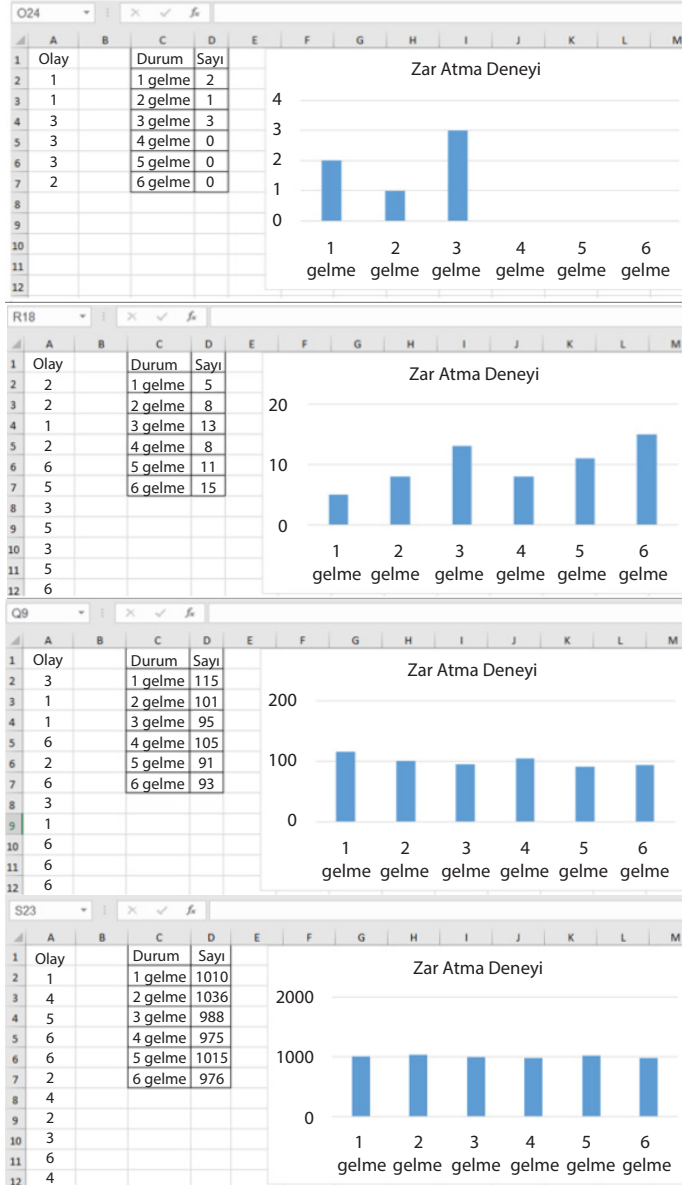 O24
fx
A B C D E F G H I J K L M
1 Olay Durum Sayı
Zar Atma Deneyi
2 1 1 gelme 2
3 1 2 gelme 1
4 3 3 gelme 3
5 3 4 gelme 0
6 3 5 gelme 0
7 2 6 gelme 0
8
9
10
11
12
4
3
2
1
0
1 2 3 4 5 6
gelme gelme gelme gelme gelme gelme
R18
fx
A B C D E F G H I J K L M
1 Olay Durum Sayı
Zar Atma Deneyi
2 2 1 gelme 5
3 2 2 gelme 8
4 1 3 gelme 13
5 2 4 gelme 8
6 6 5 gelme 11
7 5 6 gelme 15
8 3
9 5
10 3
11 5
12 6
20
10
0
1 2 3 4 5 6
gelme gelme gelme gelme gelme gelme
Q9
fx
A B C D E F G H I J K L M
1 Olay Durum Sayı
Zar Atma Deneyi
2 3 1 gelme 115
3 1 2 gelme 101
4 1 3 gelme 95
5 6 4 gelme 105
6 2 5 gelme 91
7 6 6 gelme 93
8 3
9 1
10 6
11 6
12 6
200
100
0
1 2 3 4 5 6
gelme gelme gelme gelme gelme gelme
S23
fx
A B C D E F G H I J K L M
1 Olay Durum Sayı
Zar Atma Deneyi
2 1 1 gelme 1010
3 4 2 gelme 1036
4 5 3 gelme 988
5 6 4 gelme 975
6 6 5 gelme 1015
7 2 6 gelme 976
8 4
9 2
10 3
11 6
12 4
2000
1000
0
1 2 3 4 5 6
gelme gelme gelme gelme gelme gelme